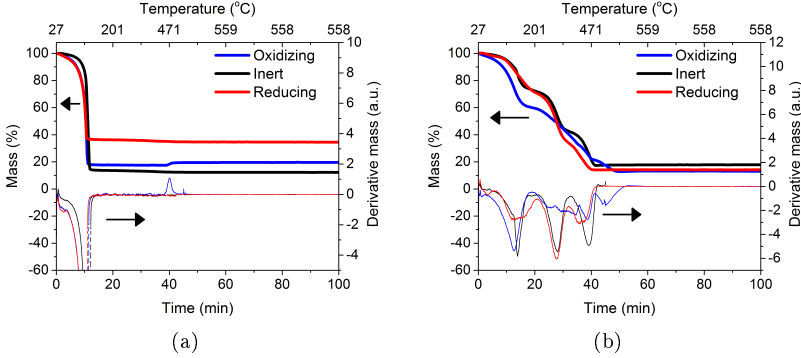 Temperature (°C)
27 201 471 559 558 558
100
80
60
40
20
0
-20
-40
-60
Mass (%)
Oxidizing
Inert
Reducing
10
8
6
4
2
0
-2
-4
Derivative mass (a.u.)
0 20 40 60 80 100
Time (min)
(a)
Temperature (°C)
27 201 471 559 558 558
100
80
60
40
20
0
-20
-40
-60
Mass (%)
Oxidizing
Inert
Reducing
12
10
8
6
4
2
0
-2
-4
-6
Derivative mass (a.u.)
0 20 40 60 80 100
Time (min)
(b)